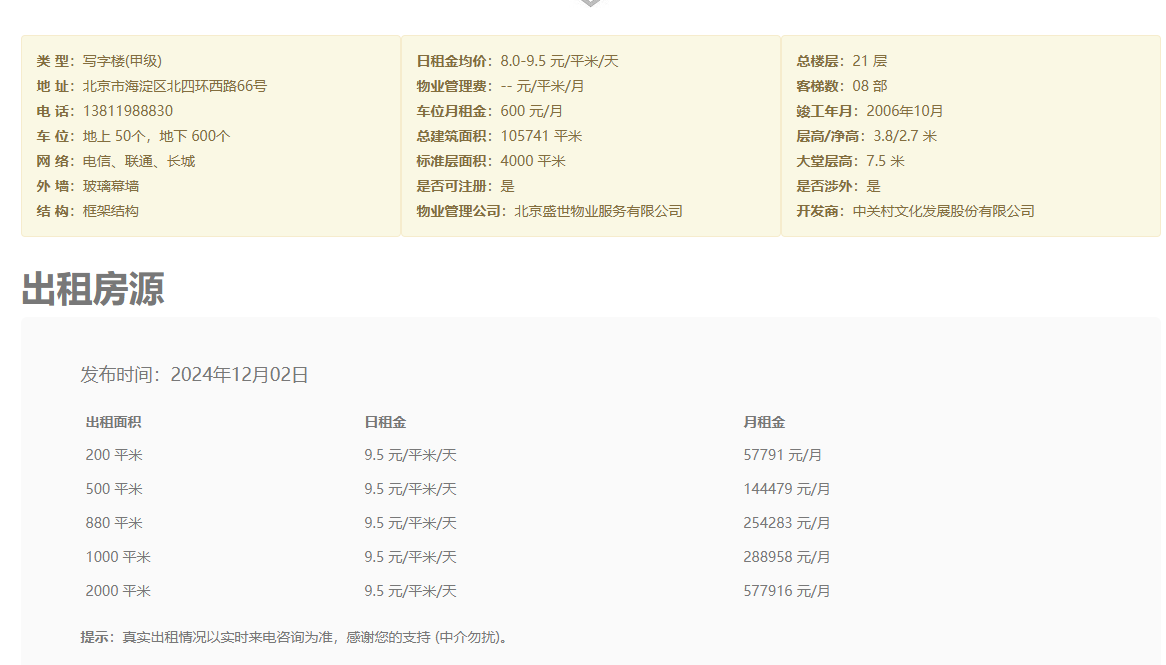 类 型：写字楼(甲级)
地 址：北京市海淀区北四环西路66号
电 话：13811988830
车 位：地上 50个，地下 600个
网 络：电信、联通、长城
外 墙：玻璃幕墙
结 构：框架结构
日租金均价：8.0-9.5 元/平米/天
物业管理费：-- 元/平米/月
车位月租金：600 元/月
总建筑面积：105741 平米
标准层面积：4000 平米
是否可注册：是
物业管理公司：北京盛世物业服务有限公司
总楼层：21 层
客梯数：08 部
竣工年月：2006年10月
层高/净高：3.8/2.7 米
大堂层高：7.5 米
是否涉外：是
开发商：中关村文化发展股份有限公司
出租房源
发布时间：2024年12月02日
出租面积 日租金 月租金
200 平米 9.5 元/平米/天 57791 元/月
500 平米 9.5 元/平米/天 144479 元/月
880 平米 9.5 元/平米/天 254283 元/月
1000 平米 9.5 元/平米/天 288958 元/月
2000 平米 9.5 元/平米/天 577916 元/月
提示：真实出租情况以实时来电咨询为准，感谢您的支持 (中介勿扰)。